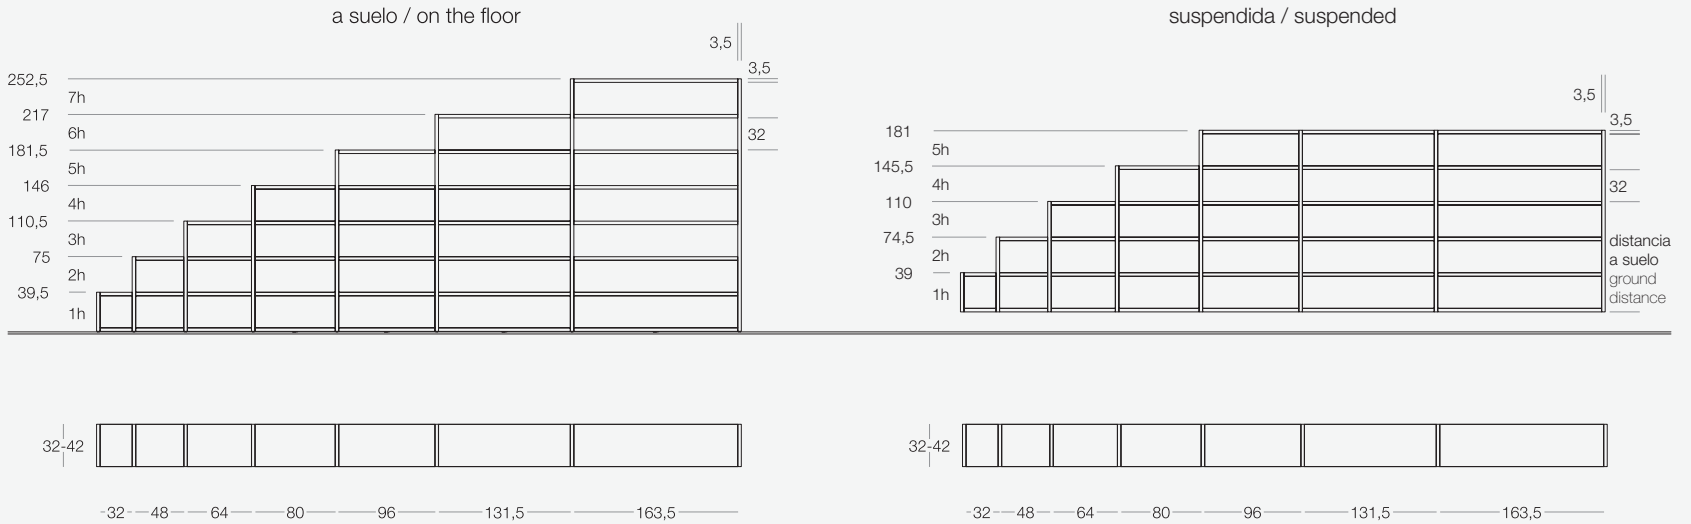 a suelo / on the floor
3,5
3,5
252,5
7h
217
6h
32
181,5
5h
146
4h
110,5
3h
75
2h
39,5
1h
32-42
32 48 64 80 96 131,5 163,5
suspendida / suspended
3,5
3,5
181
5h
145,5
4h
32
110
3h
74,5
2h
39
1h
distancia
a suelo
ground
distance
32-42
32 48 64 80 96 131,5 163,5